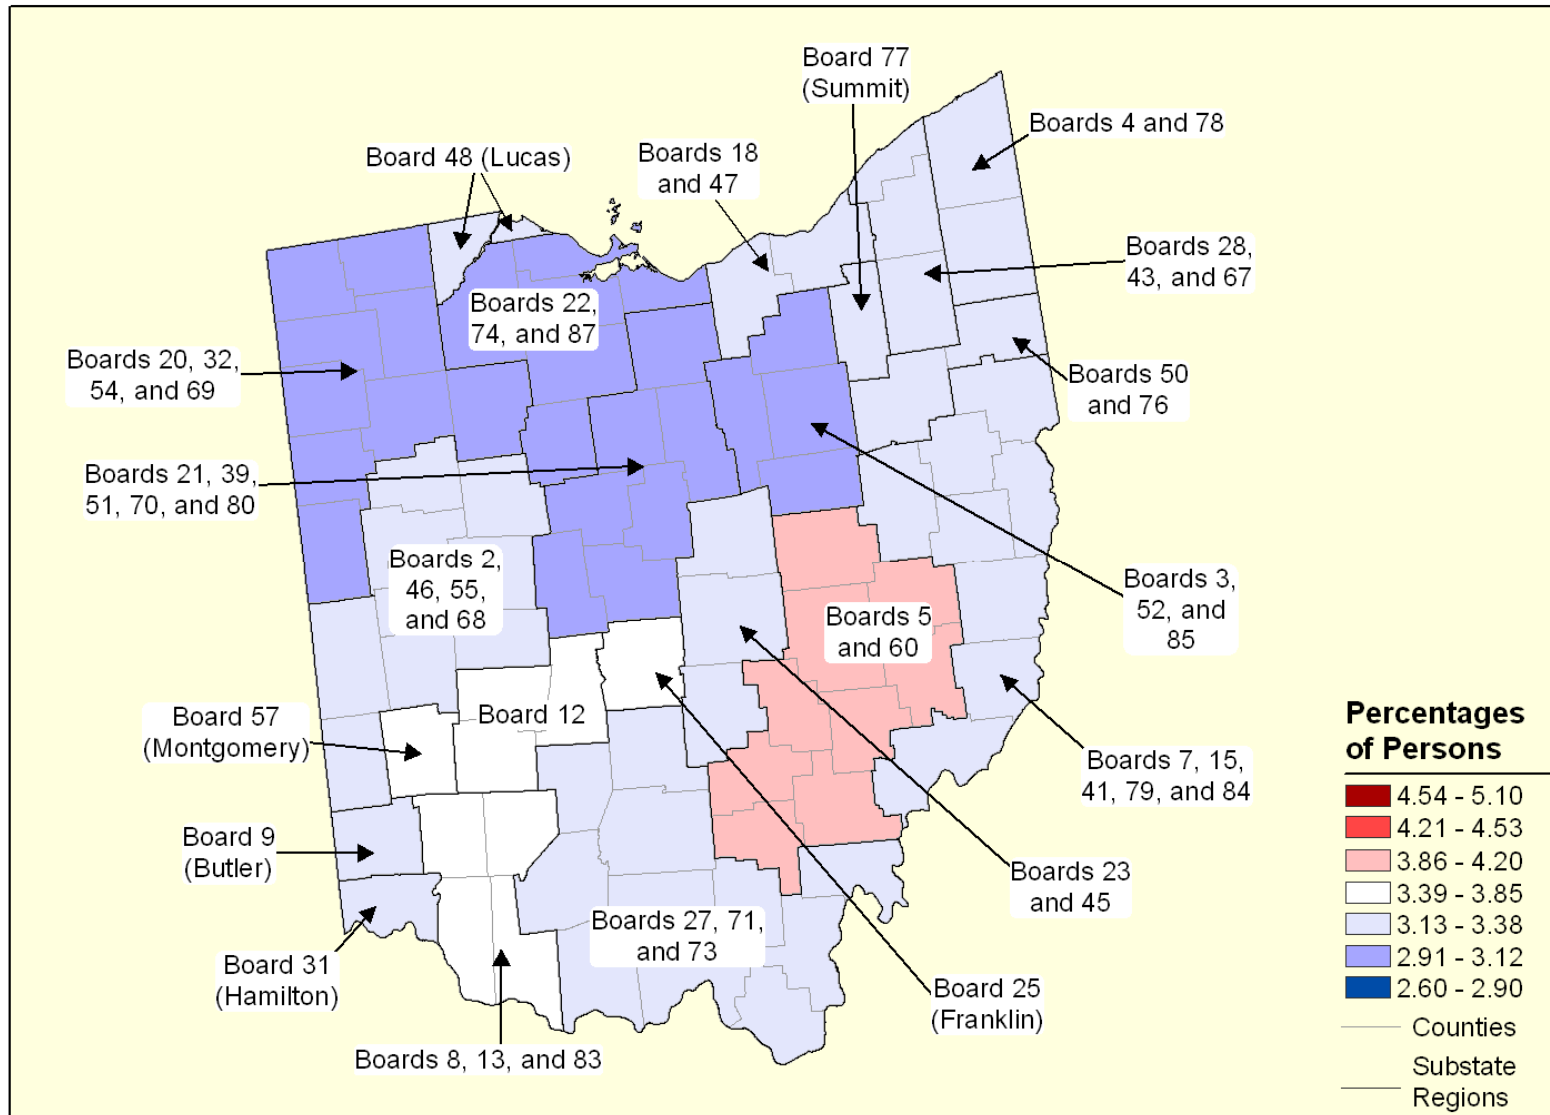 Board 77
(Summit)
Boards 4 and 78
Board 48 (Lucas)
Boards 18
and 47
Boards 28,
43, and 67
Boards 22,
74, and 87
Boards 20, 32,
54, and 69
Boards 50
and 76
Boards 21, 39,
51, 70, and 80
Boards 2,
46, 55,
and 68
Boards 3,
52, and
85
Boards 5
and 60
Board 57
(Montgomery)
Board 12
Boards 7, 15,
41, 79, and 84
Board 9
(Butler)
Boards 23
and 45
Boards 27, 71,
and 73
Board 31
(Hamilton)
Board 25
(Franklin)
Boards 8, 13, and 83
Percentages
of Persons
4.54 - 5.10
4.21 - 4.53
3.86 - 4.20
3.39 - 3.85
3.13 - 3.38
2.91 - 3.12
2.60 - 2.90
Counties
Substate
Regions